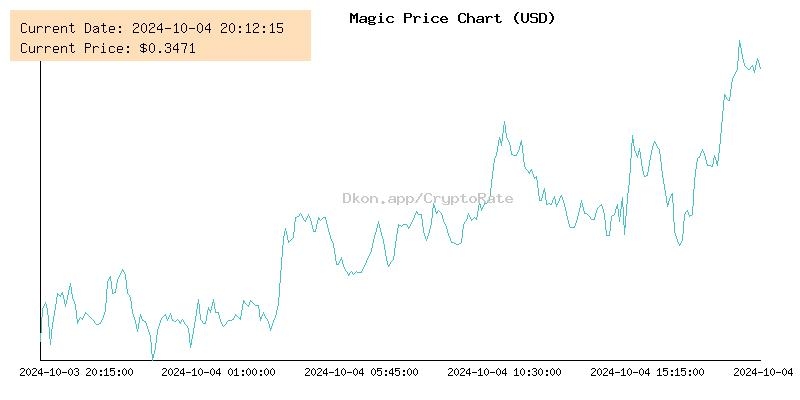 Magic Price Chart (USD)
Current Date: 2024-10-04 20:12:15
Current Price: $0.3471
Dkon.app/CryptoRate
2024-10-03 20:15:00
2024-10-04 01:00:00
2024-10-04 05:45:00
2024-10-04 10:30:00
2024-10-04 15:15:00
2024-10-04